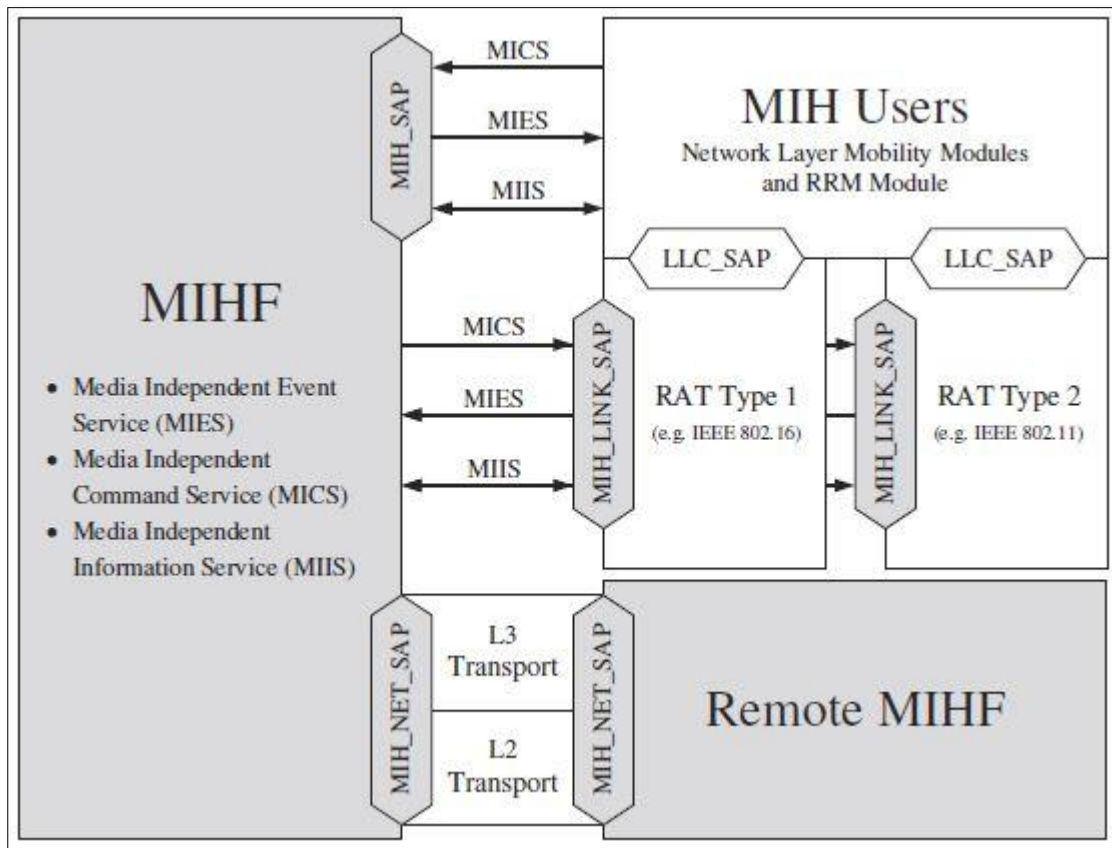 MICS
MIES
MIIS
MIH_SAP
MIH Users
Network Layer Mobility Modules
and RRM Module
LLC_SAP
LLC_SAP
MIHF
• Media Independent Event
Service (MIES)
• Media Independent
Command Service (MICS)
• Media Independent
Information Service (MIIS)
MICS
MIES
MIIS
MIH_LINK_SAP
RAT Type 1
(e.g. IEEE 802.16)
MIH_LINK_SAP
RAT Type 2
(e.g. IEEE 802.11)
MIH_NET_SAP
L3
Transport
L2
Transport
MIH_NET_SAP
Remote MIHF